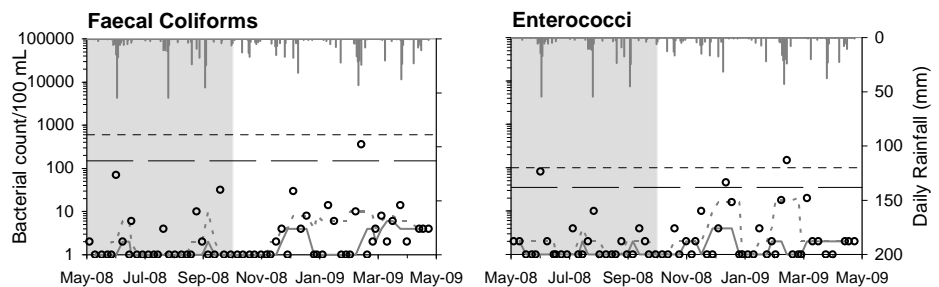 Faecal Coliforms
Bacterial count/100 mL
100000
10000
1000
100
10
1
May-08 Jul-08 Sep-08 Nov-08 Jan-09 Mar-09 May-09
Enterococci
0
50
100
150
200
Daily Rainfall (mm)
May-08 Jul-08 Sep-08 Nov-08 Jan-09 Mar-09 May-09